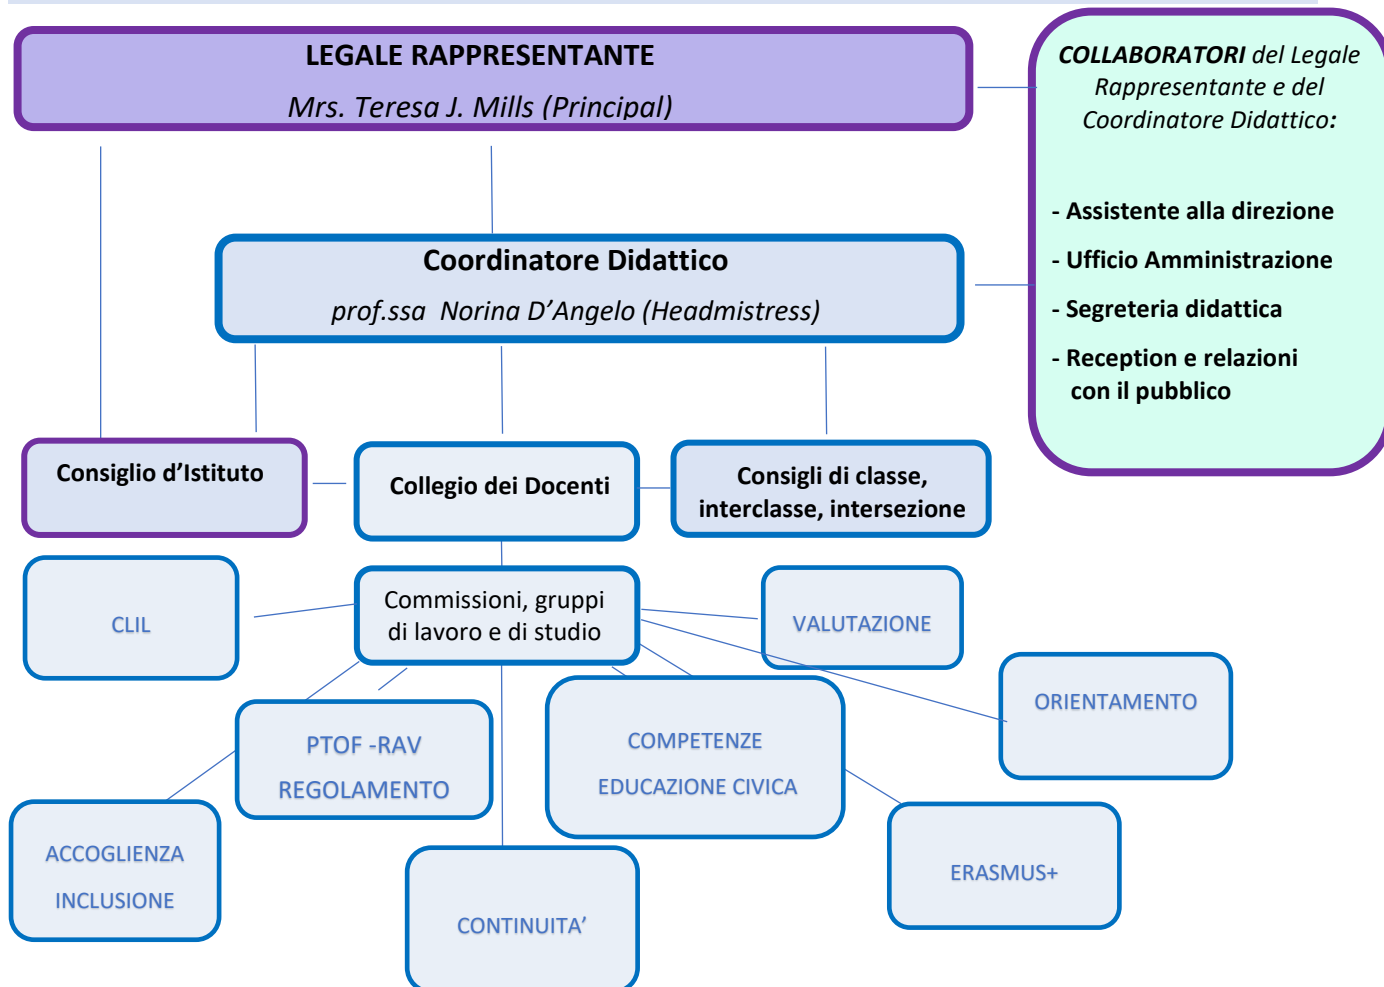 LEGALE RAPPRESENTANTE
Mrs. Teresa J. Mills (Principal)
COLLABORATORI del Legale
Rappresentante e del
Coordinatore Didattico:
- Assistente alla direzione
- Ufficio Amministrazione
- Segreteria didattica
- Reception e relazioni
con il pubblico
Coordinatore Didattico
prof.ssa Norina D’Angelo (Headmistress)
Consiglio d’Istituto
Collegio dei Docenti
Consigli di classe,
interclasse, intersezione
Commissioni, gruppi
di lavoro e di studio
CLIL
VALUTAZIONE
ORIENTAMENTO
PTOF -RAV
REGOLAMENTO
COMPETENZE
EDUCAZIONE CIVICA
ACCOGLIENZA
INCLUSIONE
CONTINUITA’
ERASMUS+